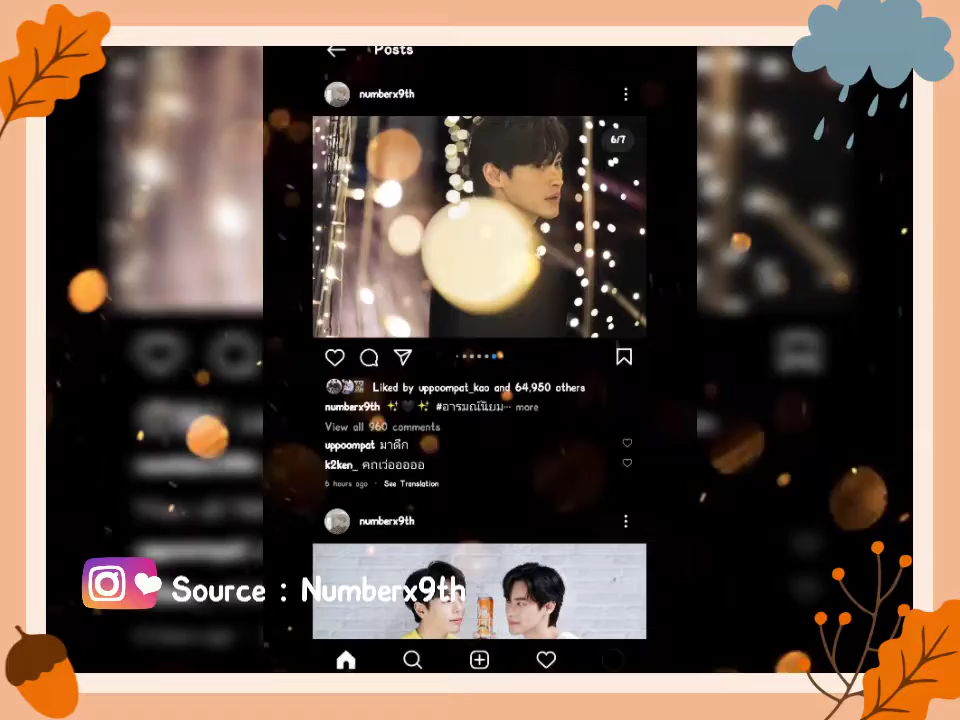 Posts
numberx9th
6/7
Liked by uppoompat_kao and 64,950 others
numberx9th ✨🖤✨ #อารมณ์นิยม... more
View all 960 comments
uppoompat มาดึก
k2ken_ คถเว่อออออ
6 hours ago · See Translation
numberx9th
Source : Numberx9th